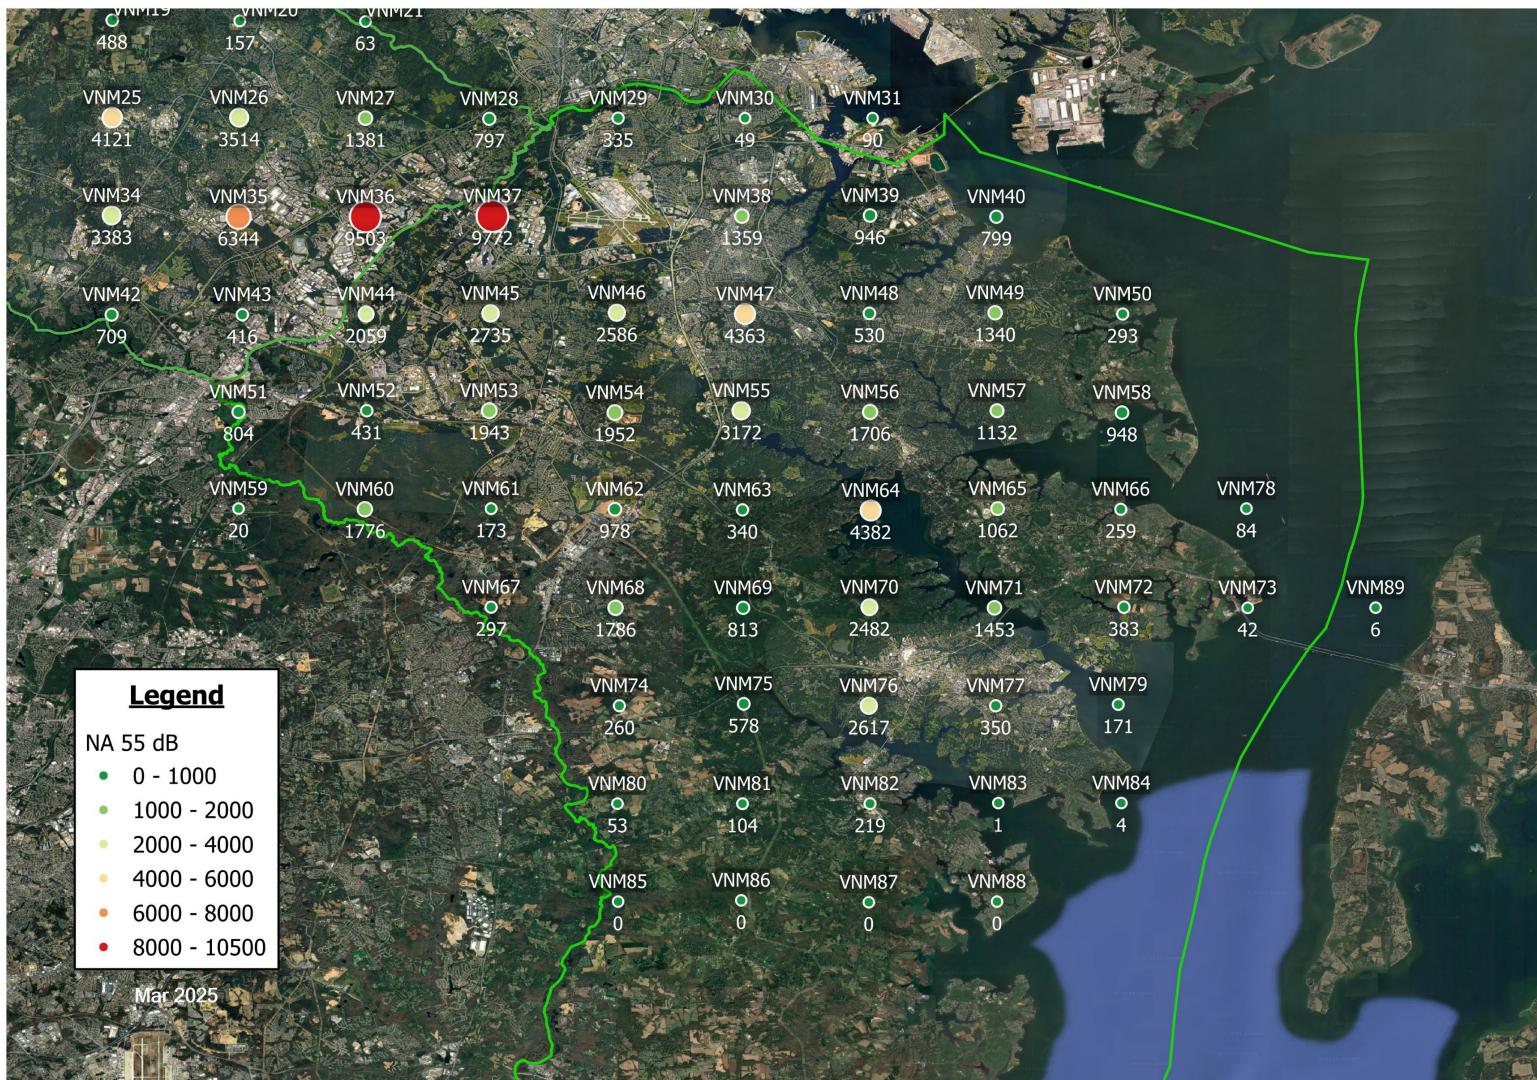 VNM19 VNM20 VNM21
488 157 63
VNM25 VNM26 VNM27 VNM28 VNM29 VNM30 VNM31
4121 3514 1381 797 335 49 90
VNM34 VNM35 VNM36 VNM37 VNM38 VNM39 VNM40
3383 6344 9503 9772 1359 946 799
VNM42 VNM43 VNM44 VNM45 VNM46 VNM47 VNM48 VNM49 VNM50
709 416 2059 2735 2586 4363 530 1340 293
VNM51 VNM52 VNM53 VNM54 VNM55 VNM56 VNM57 VNM58
804 431 1943 1952 3172 1706 1132 948
VNM59 VNM60 VNM61 VNM62 VNM63 VNM64 VNM65 VNM66 VNM78
20 1776 173 978 340 4382 1062 259 84
VNM67 VNM68 VNM69 VNM70 VNM71 VNM72 VNM73 VNM89
297 1786 813 2482 1453 383 42 6
VNM74 VNM75 VNM76 VNM77 VNM79
260 578 2617 350 171
VNM80 VNM81 VNM82 VNM83 VNM84
53 104 219 1 4
VNM85 VNM86 VNM87 VNM88
0 0 0 0
Legend
NA 55 dB
0 - 1000
1000 - 2000
2000 - 4000
4000 - 6000
6000 - 8000
8000 - 10500
Mar 2025